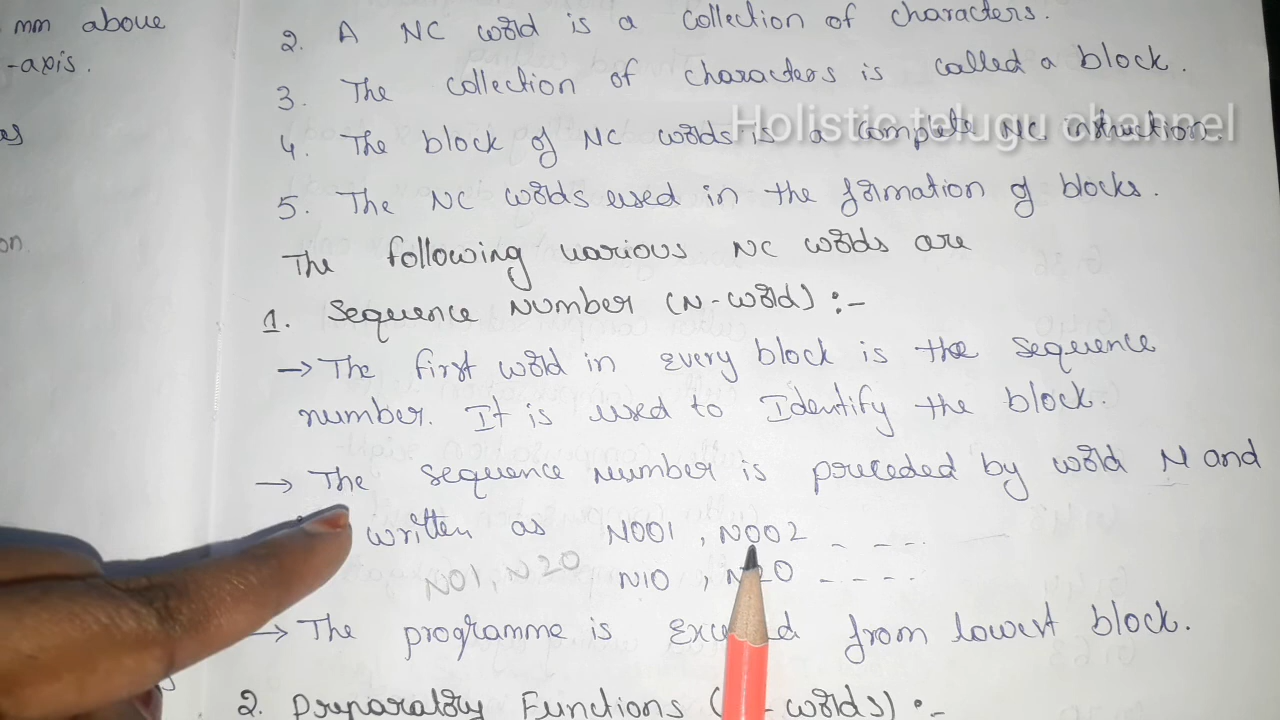 mm above
-axis.
on.
2. A NC word is a collection of characters.
3. The collection of characters is called a block.
4. The block of NC words is a complete NC instruction.
5. The NC words used in the formation of blocks.
The following various NC words are
1. Sequence Number (N-word) :-
→ The first word in every block is the sequence
number. It is used to Identify the block.
→ The sequence number is preceded by word N and
written as N001, N002 - - - -
N01, N20 N10, N20 - - - -
→ The programme is from lowest block.
2. Preparatory Functions ( -words) :-
Holistic telugu channel